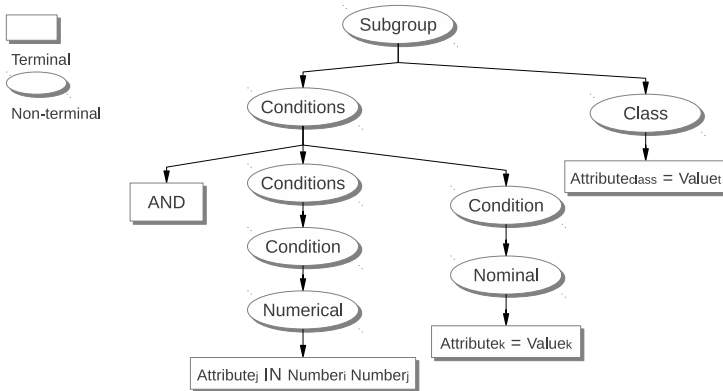 Subgroup
Terminal
Non-terminal
Conditions
Class
AND
Conditions
Condition
Attributeclass = Valuet
Condition
Nominal
Numerical
Attributek = Valuek
Attributej IN Numberi Numberj